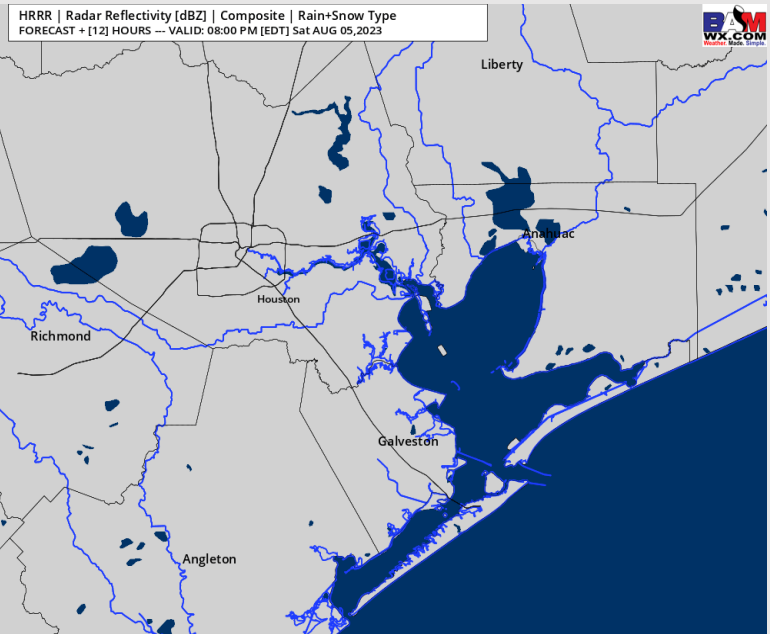 HRRR | Radar Reflectivity [dBZ] | Composite | Rain+Snow Type
FORECAST + [12] HOURS --- VALID: 08:00 PM [EDT] Sat AUG 05,2023
BAM
WX.COM
Weather. Made. Simple.
Liberty
Anahuac
Houston
Richmond
Galveston
Angleton